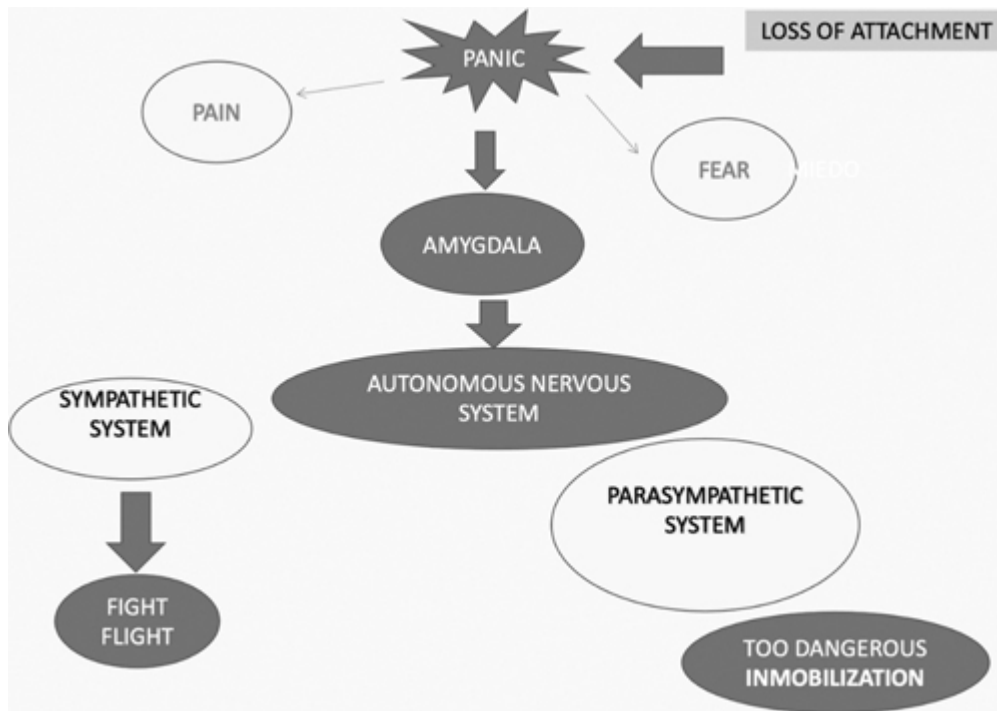 LOSS OF ATTACHMENT
PANIC
PAIN
FEAR
MIEDO
AMYGDALA
AUTONOMOUS NERVOUS
SYSTEM
SYMPATHETIC
SYSTEM
PARASYMPATHETIC
SYSTEM
FIGHT
FLIGHT
TOO DANGEROUS
INMOBILIZATION